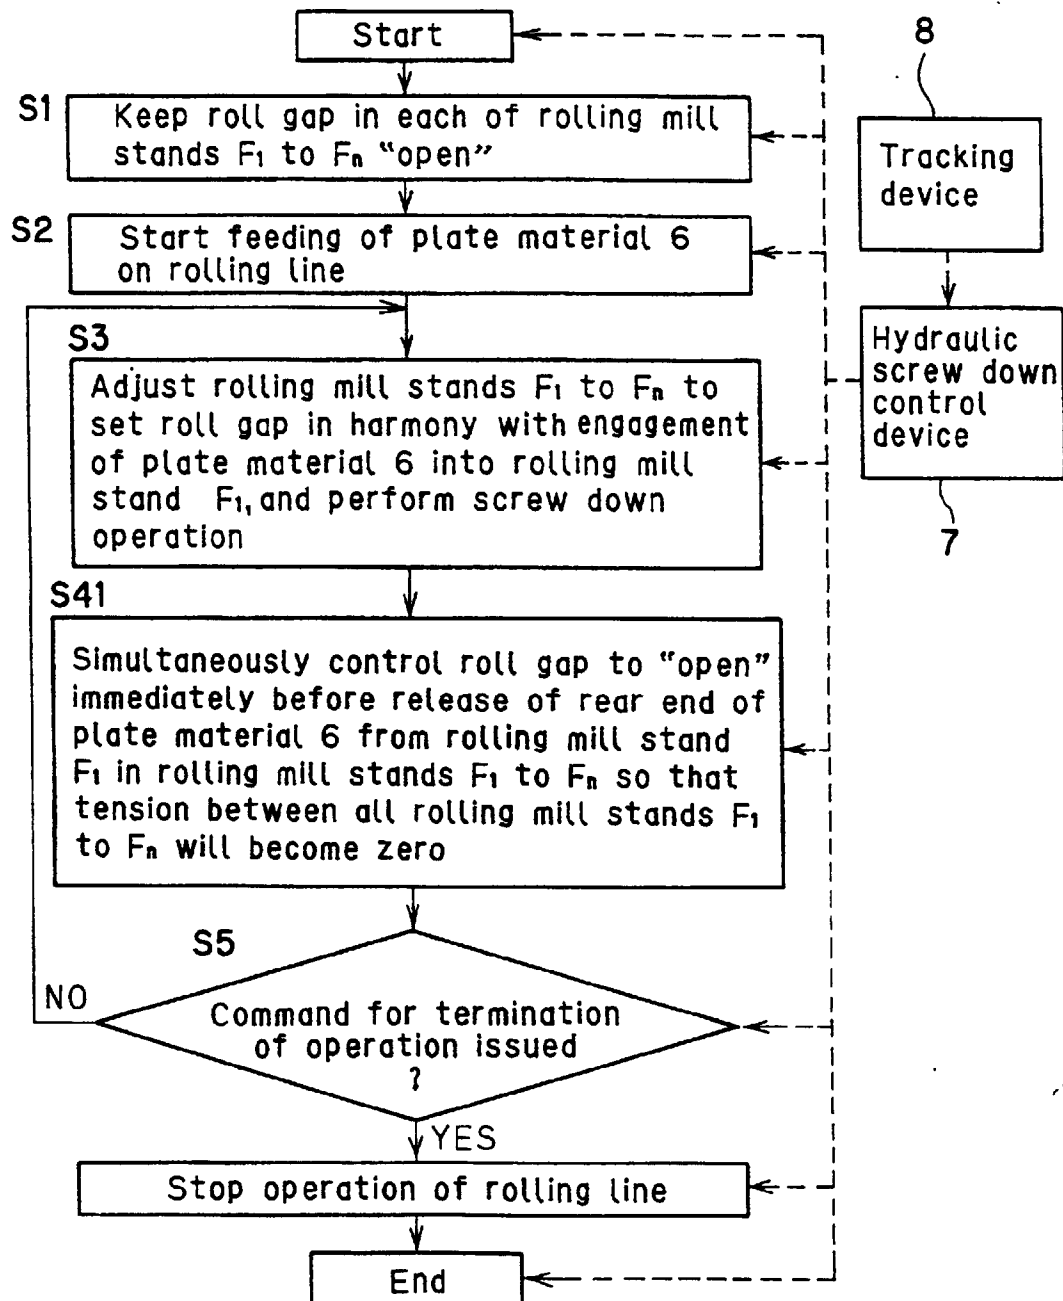 Start
S1
Keep roll gap in each of rolling mill
stands F1 to Fn "open"
S2
Start feeding of plate material 6
on rolling line
S3
Adjust rolling mill stands F1 to Fn to
set roll gap in harmony with engagement
of plate material 6 into rolling mill
stand F1, and perform screw down
operation
S41
Simultaneously control roll gap to "open"
immediately before release of rear end of
plate material 6 from rolling mill stand
F1 in rolling mill stands F1 to Fn so that
tension between all rolling mill stands F1
to Fn will become zero
S5
NO
Command for termination
of operation issued
?
YES
Stop operation of rolling line
End
8
Tracking
device
Hydraulic
screw down
control
device
7